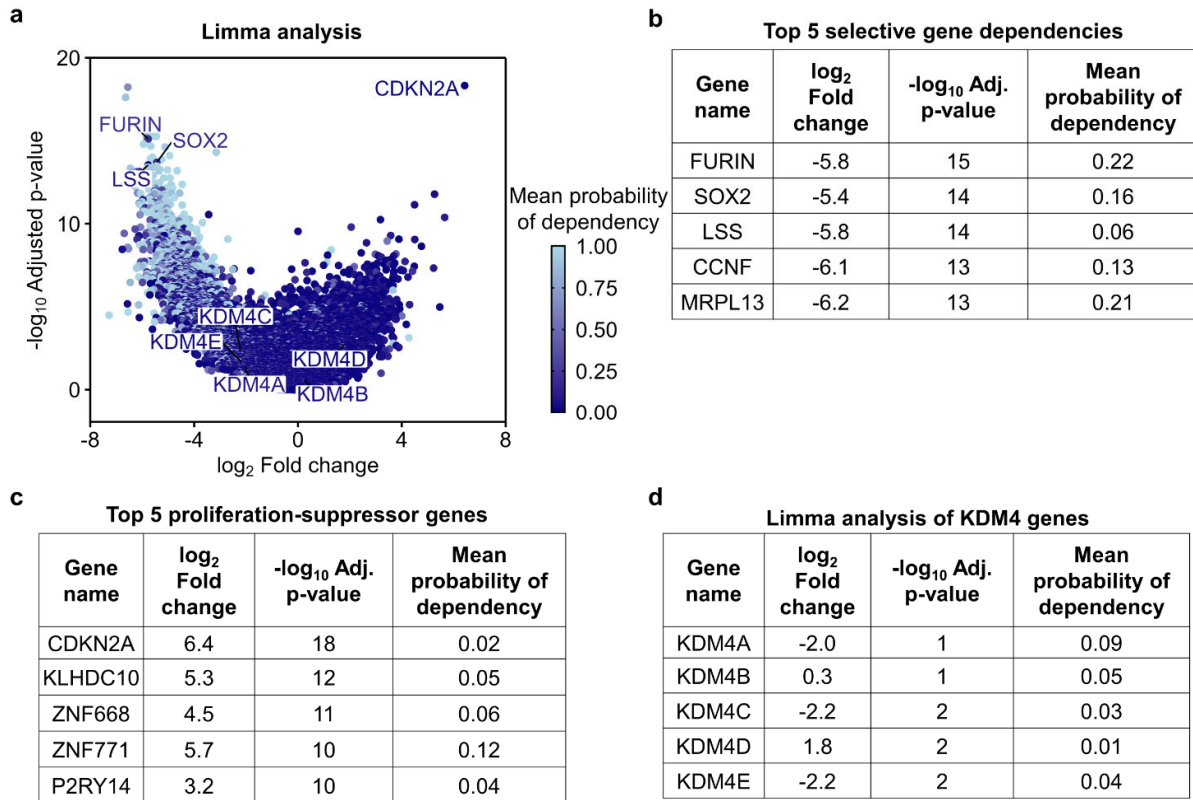 a
Limma analysis
20
10
0
-8
-4
0
4
8
-log10 Adjusted p-value
log2 Fold change
CDKN2A
FURIN
SOX2
LSS
KDM4C
KDM4E
KDM4A
KDM4D
KDM4B
Mean probability
of dependency
1.00
0.75
0.50
0.25
0.00
b
Top 5 selective gene dependencies
Gene name | log2 Fold change | -log10 Adj. p-value | Mean probability of dependency
FURIN | -5.8 | 15 | 0.22
SOX2 | -5.4 | 14 | 0.16
LSS | -5.8 | 14 | 0.06
CCNF | -6.1 | 13 | 0.13
MRPL13 | -6.2 | 13 | 0.21
c
Top 5 proliferation-suppressor genes
Gene name | log2 Fold change | -log10 Adj. p-value | Mean probability of dependency
CDKN2A | 6.4 | 18 | 0.02
KLHDC10 | 5.3 | 12 | 0.05
ZNF668 | 4.5 | 11 | 0.06
ZNF771 | 5.7 | 10 | 0.12
P2RY14 | 3.2 | 10 | 0.04
d
Limma analysis of KDM4 genes
Gene name | log2 Fold change | -log10 Adj. p-value | Mean probability of dependency
KDM4A | -2.0 | 1 | 0.09
KDM4B | 0.3 | 1 | 0.05
KDM4C | -2.2 | 2 | 0.03
KDM4D | 1.8 | 2 | 0.01
KDM4E | -2.2 | 2 | 0.04